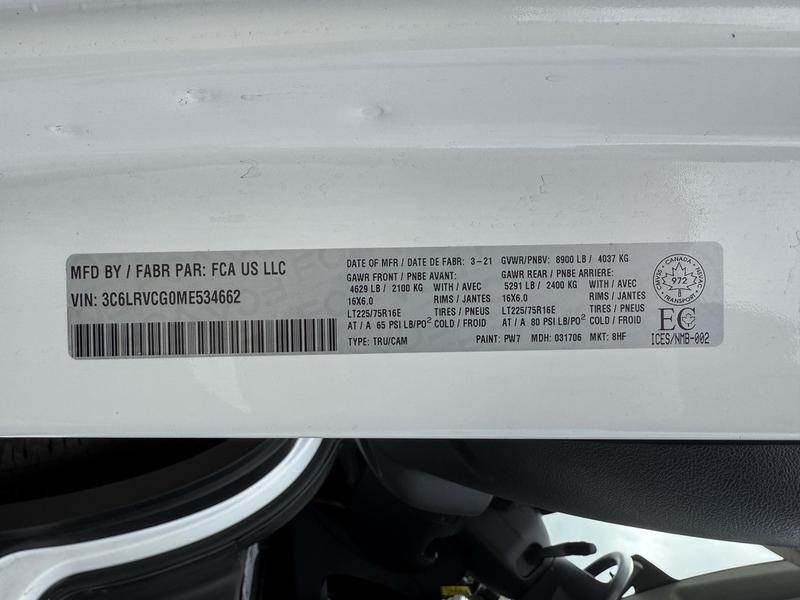 MFD BY / FABR PAR: FCA US LLC
VIN: 3C6LRVCG0ME534662
DATE OF MFR / DATE DE FABR: 3-21 GVWR/PNBV: 8900 LB / 4037 KG
GAWR FRONT / PNBE AVANT: GAWR REAR / PNBE ARRIERE:
4629 LB / 2100 KG WITH / AVEC 5291 LB / 2400 KG WITH / AVEC
16X6.0 RIMS / JANTES 16X6.0 RIMS / JANTES
LT225/75R16E TIRES / PNEUS LT225/75R16E TIRES / PNEUS
AT / A 65 PSI LB/PO² COLD / FROID AT / A 80 PSI LB/PO² COLD / FROID
TYPE: TRU/CAM PAINT: PW7 MDH: 031706 MKT: 8HF
CANADA
CMVSS NSVAC
972
TRANSPORT
EC
ICES/NMB-002